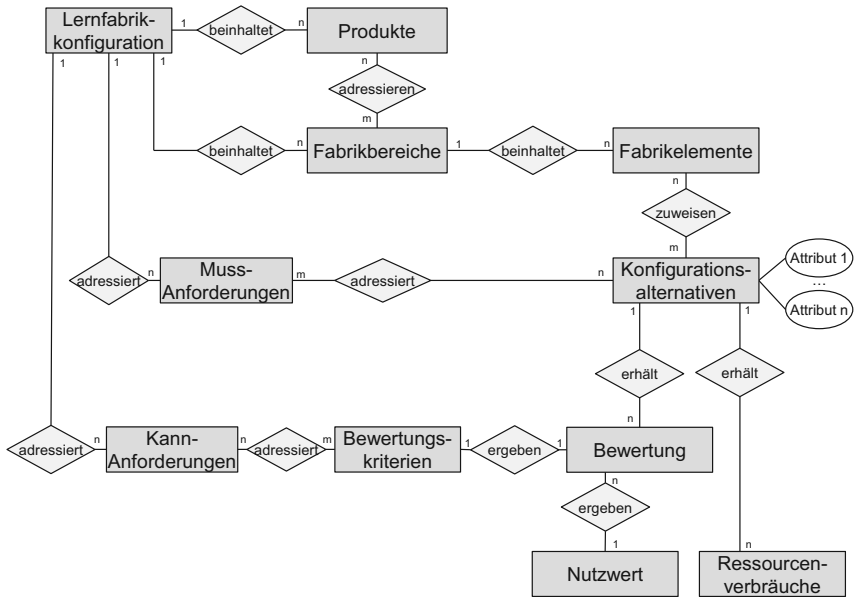 Lernfabrik-
konfiguration
1
beinhaltet
n
Produkte
1
1
1
n
adressieren
m
beinhaltet
n
Fabrikbereiche
1
beinhaltet
n
Fabrikelemente
n
zuweisen
m
adressiert
n
Muss-
Anforderungen
m
adressiert
n
Konfigurations-
alternativen
Attribut 1
...
Attribut n
1
1
erhält
erhält
n
adressiert
n
Kann-
Anforderungen
n
adressiert
m
Bewertungs-
kriterien
1
ergeben
1
Bewertung
n
ergeben
1
n
Nutzwert
Ressourcen-
verbräuche